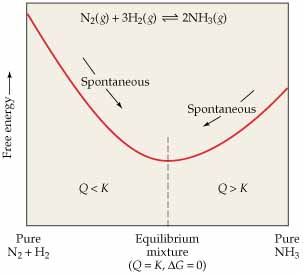 N₂(g) + 3H₂(g) ⇌ 2NH₃(g)
Spontaneous
Spontaneous
Free energy
Q < K
Q > K
Pure
N₂ + H₂
Equilibrium
mixture
(Q = K, ΔG = 0)
Pure
NH₃